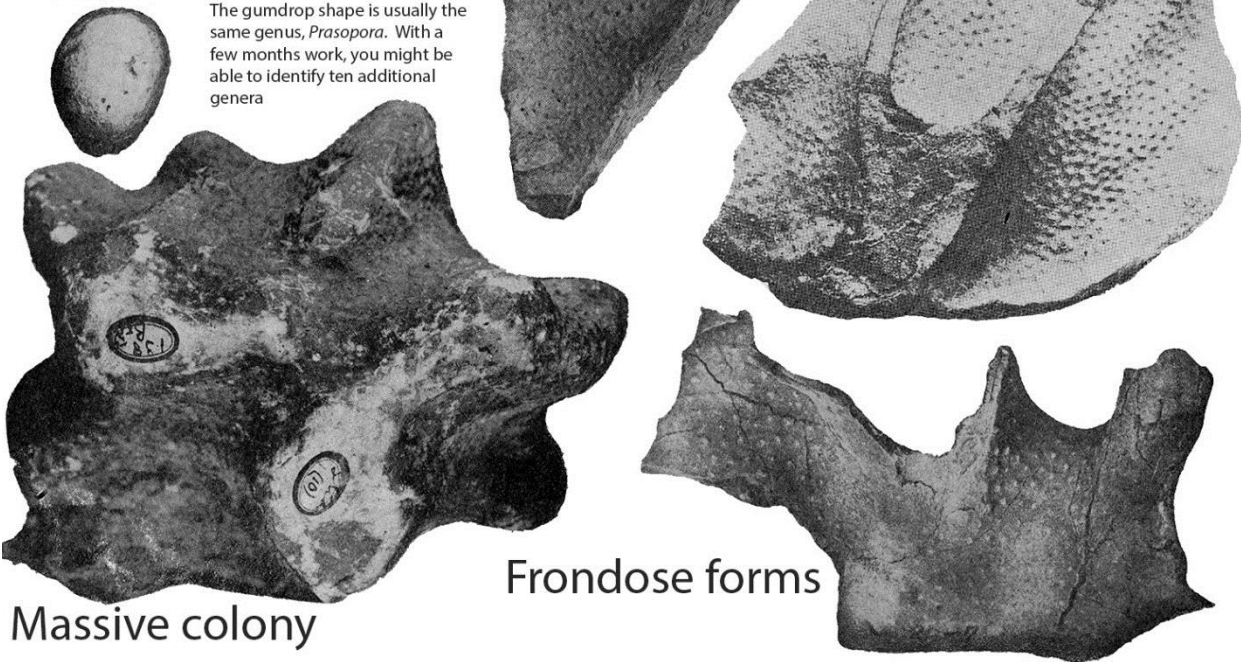 The gumdrop shape is usually the
same genus, Prasopora. With a
few months work, you might be
able to identify ten additional
genera
Frondose forms
Massive colony